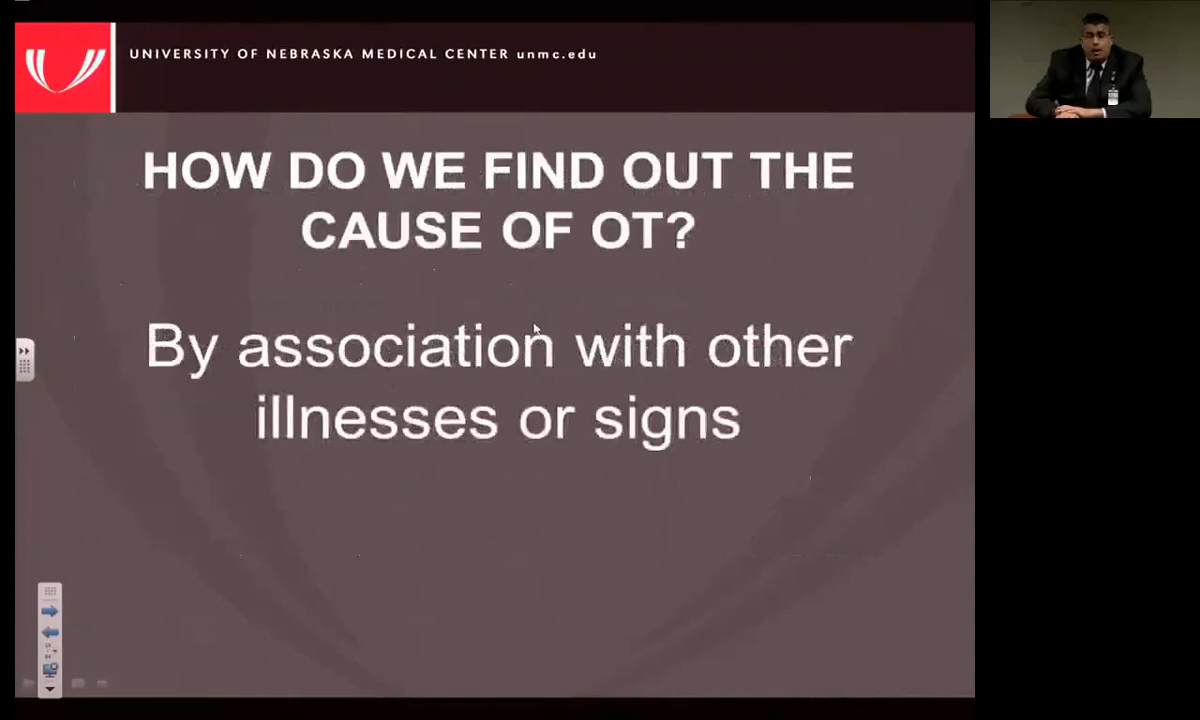 UNIVERSITY OF NEBRASKA MEDICAL CENTER unmc.edu
HOW DO WE FIND OUT THE
CAUSE OF OT?
By association with other
illnesses or signs